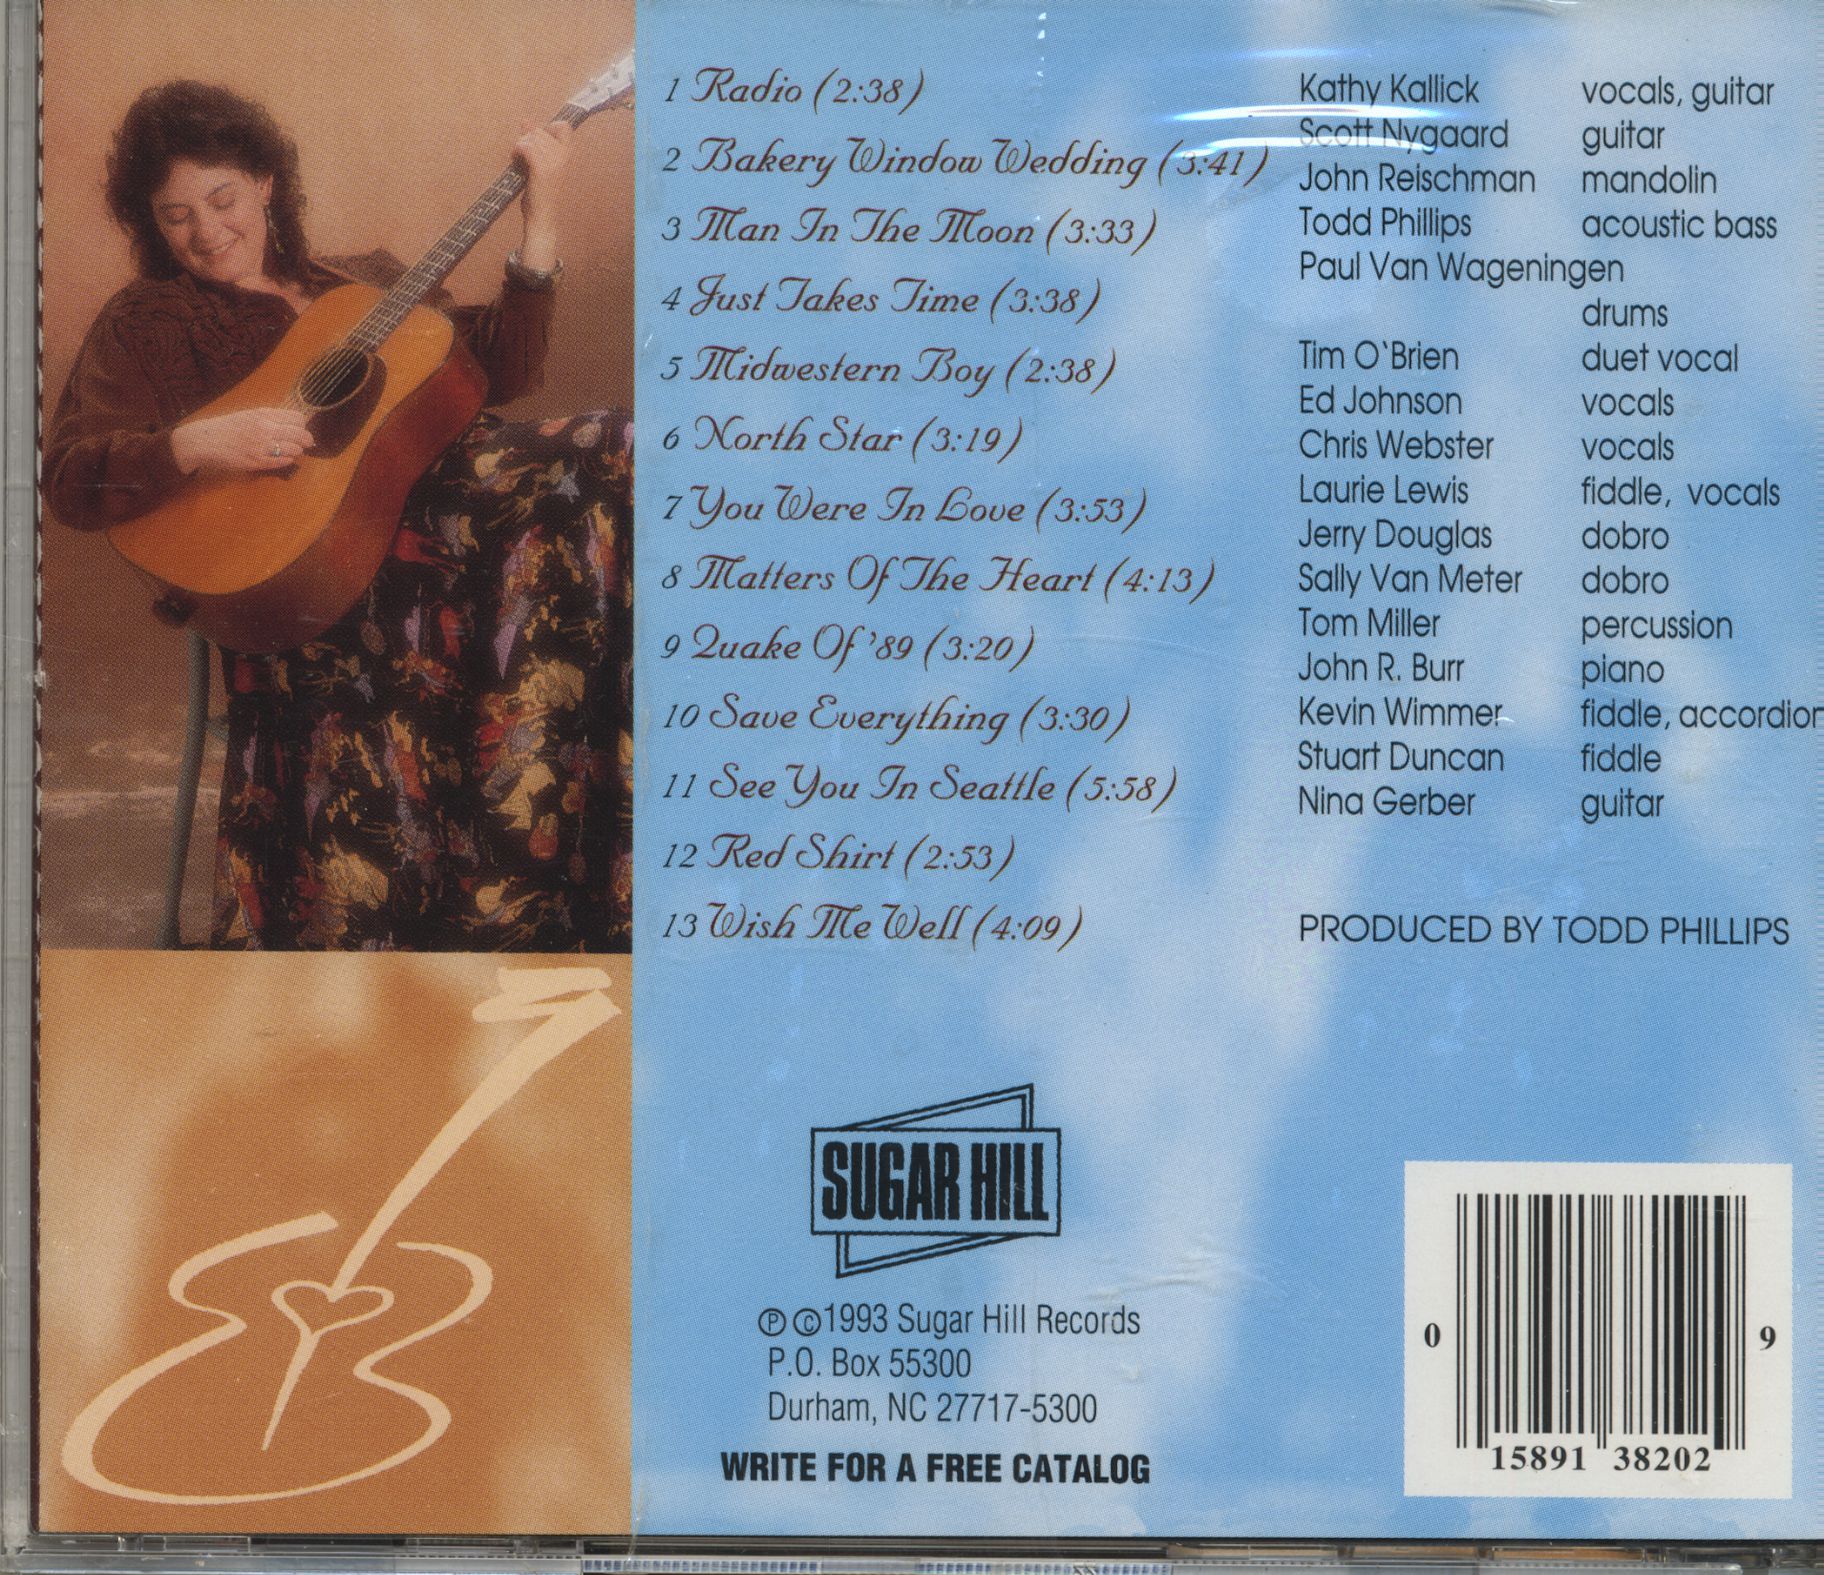 1 Radio (2:38)
2 Bakery Window Wedding (3:41)
3 Man In The Moon (3:33)
4 Just Takes Time (3:38)
5 Midwestern Boy (2:38)
6 North Star (3:19)
7 You Were In Love (3:53)
8 Matters Of The Heart (4:13)
9 Quake Of '89 (3:20)
10 Save Everything (3:30)
11 See You In Seattle (5:58)
12 Red Shirt (2:53)
13 Wish Me Well (4:09)
Kathy Kallick vocals, guitar
Scott Nygaard guitar
John Reischman mandolin
Todd Phillips acoustic bass
Paul Van Wageningen
drums
Tim O`Brien duet vocal
Ed Johnson vocals
Chris Webster vocals
Laurie Lewis fiddle, vocals
Jerry Douglas dobro
Sally Van Meter dobro
Tom Miller percussion
John R. Burr piano
Kevin Wimmer fiddle, accordion
Stuart Duncan fiddle
Nina Gerber guitar
PRODUCED BY TODD PHILLIPS
SUGAR HILL
℗ ©1993 Sugar Hill Records
P.O. Box 55300
Durham, NC 27717-5300
WRITE FOR A FREE CATALOG
0 15891 38202 9